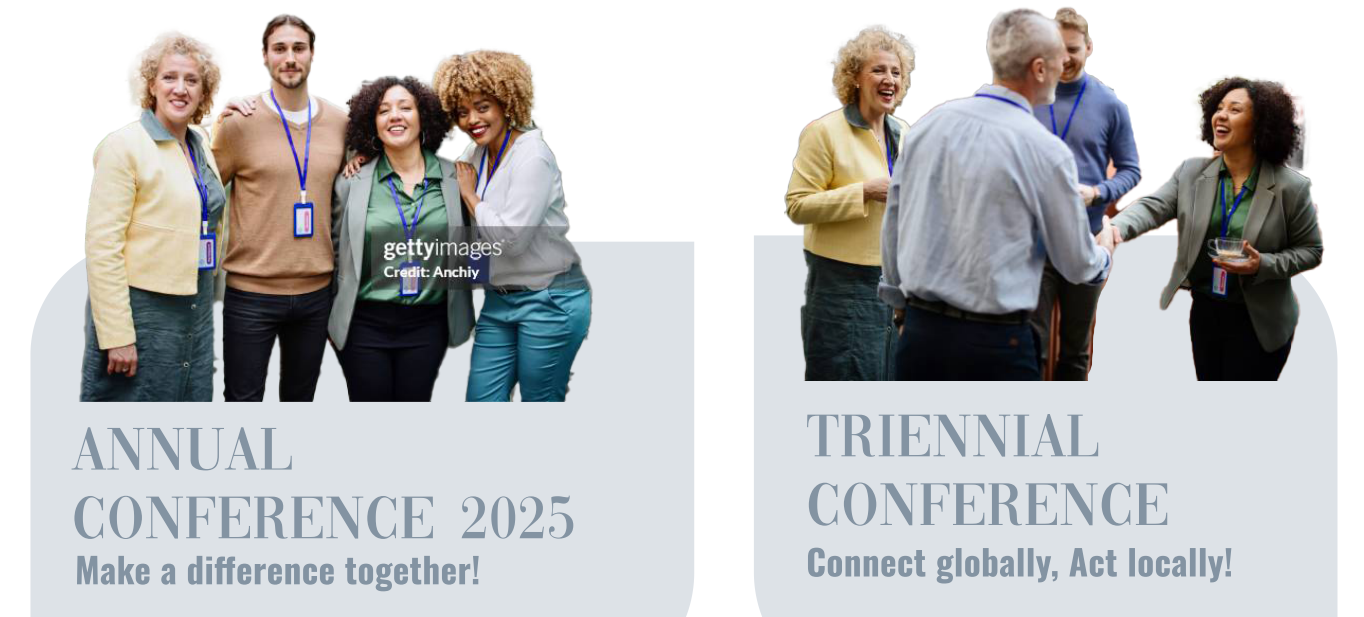 gettyimages
Credit: Anchiy
ANNUAL
CONFERENCE 2025
Make a difference together!
TRIENNIAL
CONFERENCE
Connect globally, Act locally!